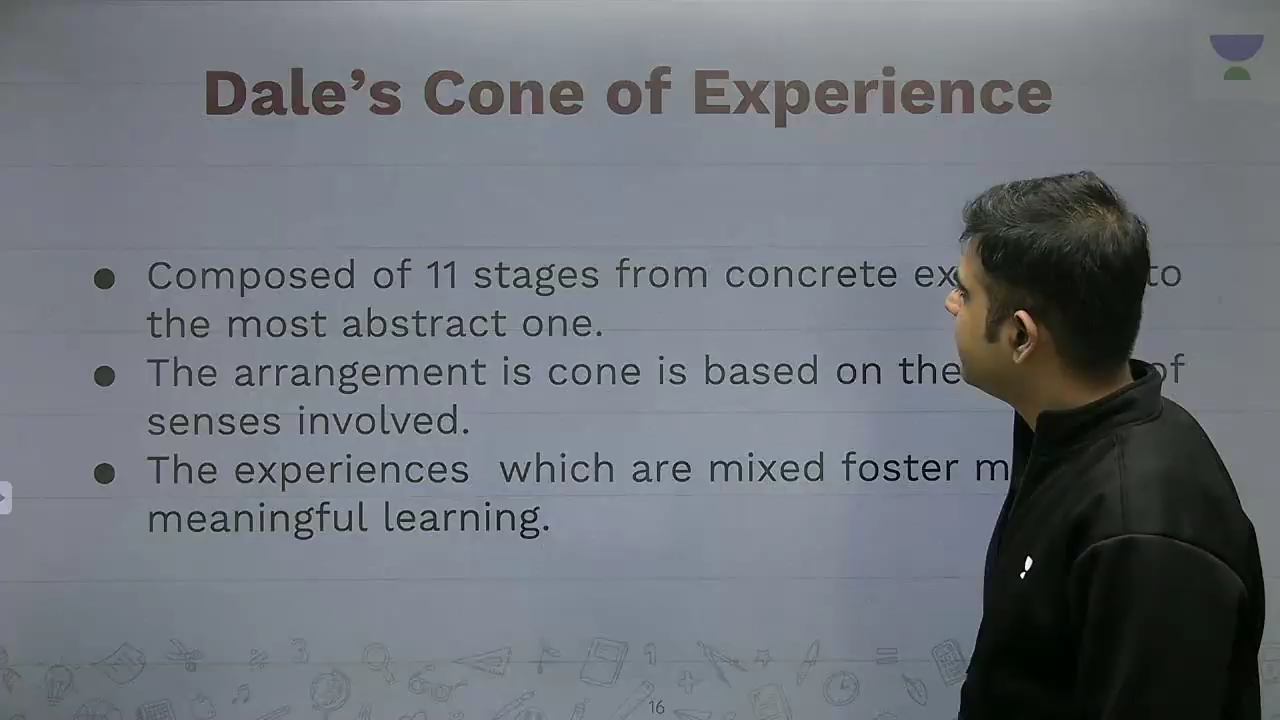 Dale's Cone of Experience
● Composed of 11 stages from concrete to
the most abstract one.
● The arrangement is cone is based on the of
senses involved.
● The experiences which are mixed foster
meaningful learning.
16